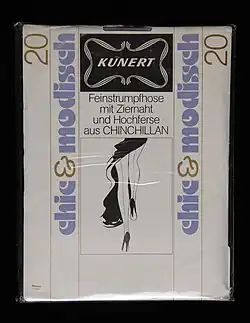 20
chic & modisch
KUNERT
Feinstrumpfhose
mit Ziernaht
und Hochferse
aus CHINCHILLAN
20
chic & modisch